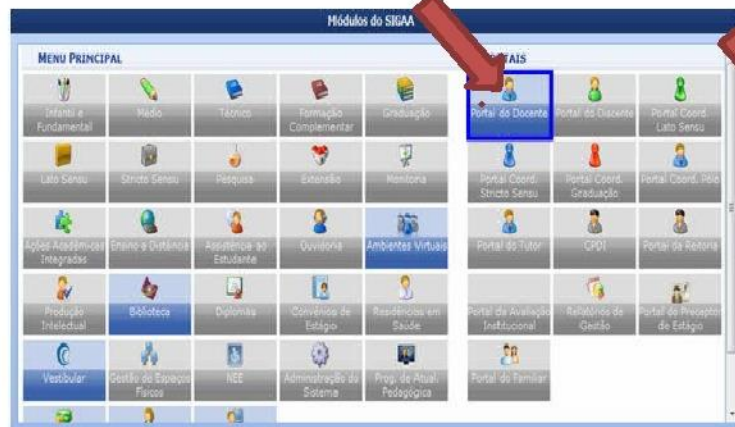 Módulos do SIGAA
MENU PRINCIPAL
TAIS
Infantil e
Fundamental
Médio
Técnico
Formação
Complementar
Graduação
Portal do Docente
Portal do Discente
Portal Coord.
Lato Sensu
Lato Sensu
Stricto Sensu
Pesquisa
Extensão
Monitoria
Portal Coord.
Stricto Sensu
Portal Coord.
Graduação
Portal Coord. Pólo
Ações Acadêmicas
Integradas
Ensino a Distância
Assistência ao
Estudante
Ouvidoria
Ambientes Virtuais
Portal do Tutor
CPDI
Portal da Reitoria
Produção
Intelectual
Biblioteca
Diplomas
Convênios de
Estágio
Residências em
Saúde
Portal da Avaliação
Institucional
Relatórios de
Gestão
Portal do Preceptor
de Estágio
Vestibular
Gestão de Espaços
Físicos
NEE
Administração do
Sistema
Prog. de Atual.
Pedagógica
Portal do Familiar